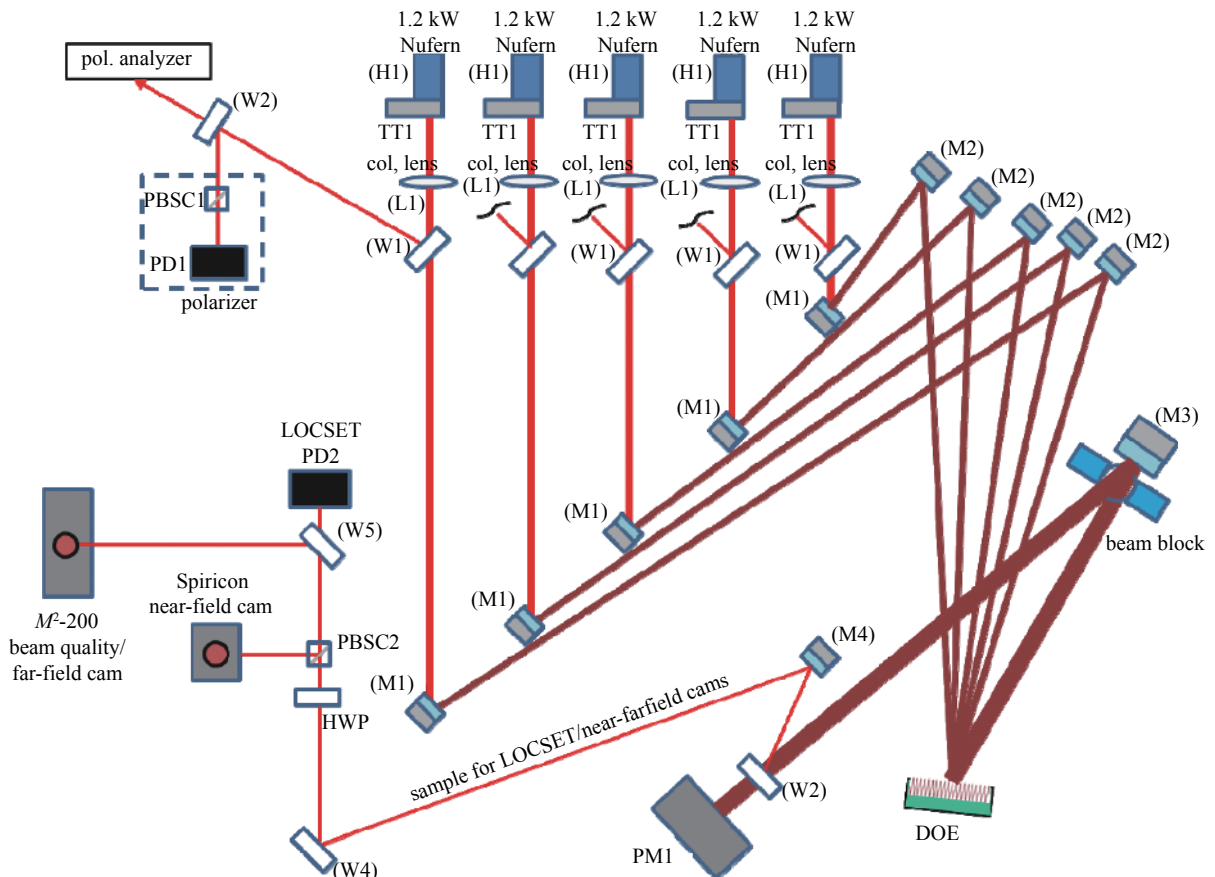 1.2 kW 1.2 kW 1.2 kW 1.2 kW 1.2 kW
Nufern Nufern Nufern Nufern Nufern
(H1) (H1) (H1) (H1) (H1)
TT1 TT1 TT1 TT1 TT1
col, lens col, lens col, lens col, lens col, lens
(L1) (L1) (L1) (L1) (L1)
(W1) (W1) (W1) (W1)
pol. analyzer
(W2)
PBSC1
PD1
polarizer
(M2)
(M2)
(M2)
(M2)
(M2)
(M1)
(M1)
(M1)
(M1)
(M1)
(M3)
beam block
LOCSET
PD2
(W5)
Spiricon
near-field cam
M²-200
beam quality/
far-field cam
PBSC2
HWP
(M4)
sample for LOCSET/near-farfield cams
(W2)
(W4)
PM1
DOE